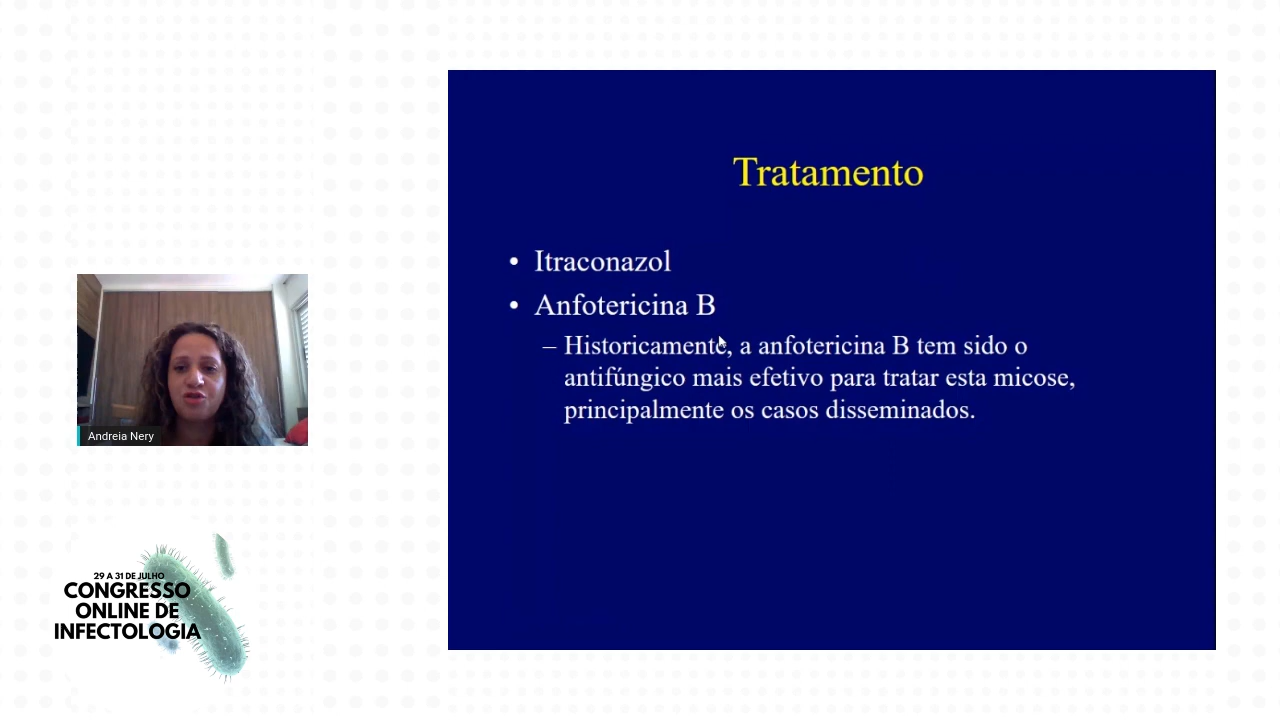 Tratamento
• Itraconazol
• Anfotericina B
– Historicamente, a anfotericina B tem sido o
antifúngico mais efetivo para tratar esta micose,
principalmente os casos disseminados.
Andreia Nery
29 A 31 DE JULHO
CONGRESSO
ONLINE DE
INFECTOLOGIA